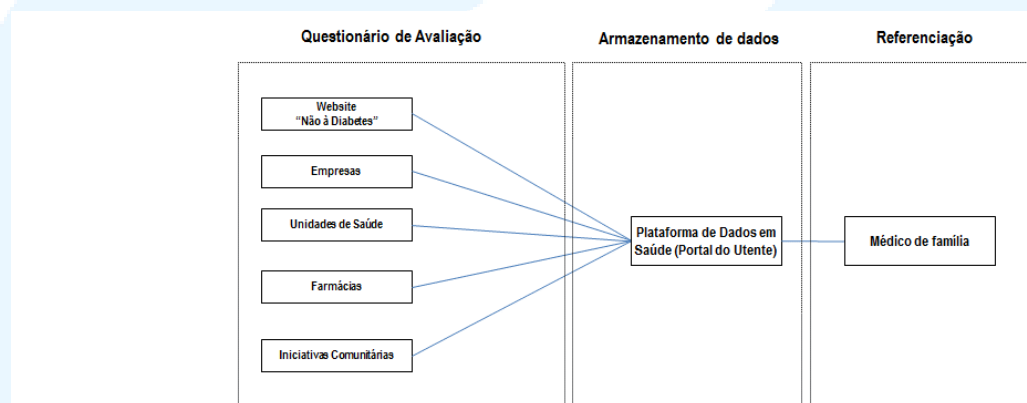 Questionário de Avaliação
Armazenamento de dados
Referenciação
Website
"Não à Diabetes"
Empresas
Unidades de Saúde
Farmácias
Iniciativas Comunitárias
Plataforma de Dados em
Saúde (Portal do Utente)
Médico de família